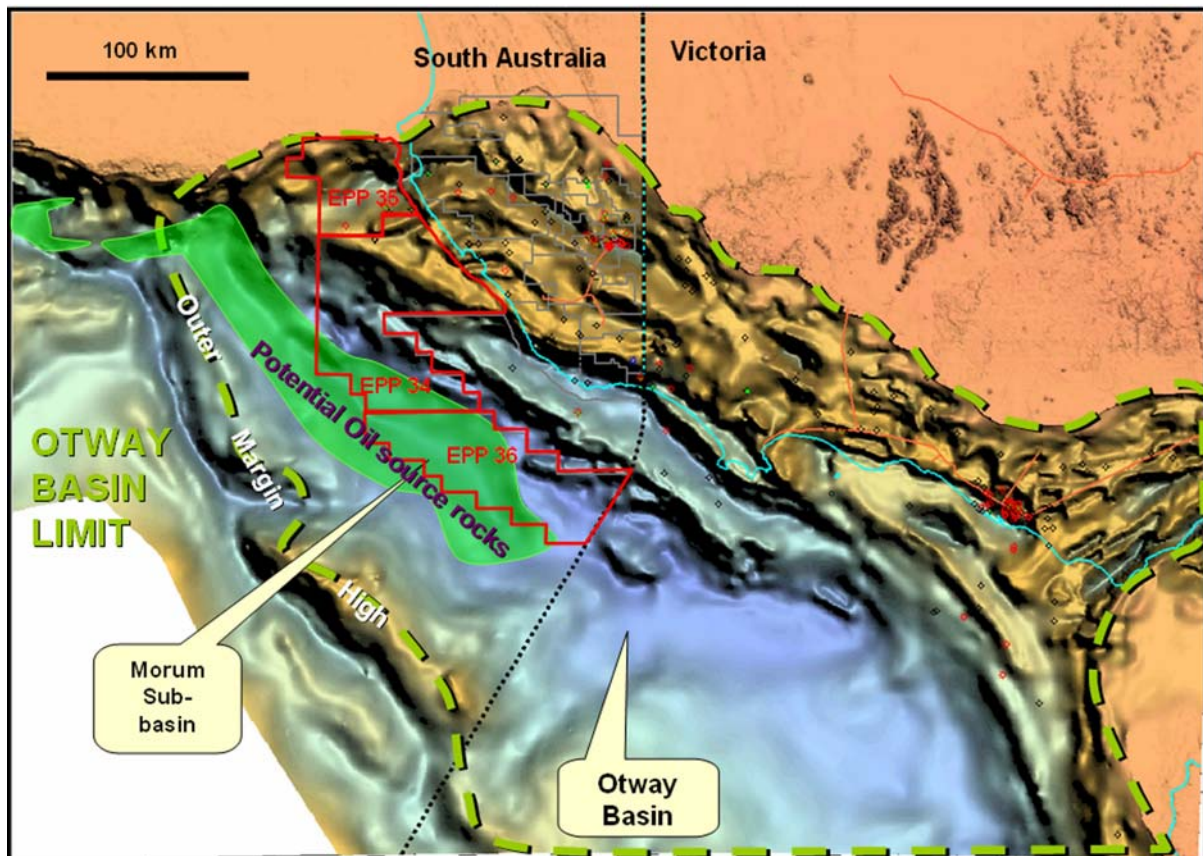 100 km
South Australia
Victoria
EPP 35
Outer
Margin
High
Potential Oil source rocks
EPP 34
EPP 36
OTWAY
BASIN
LIMIT
Morum
Sub-
basin
Otway
Basin